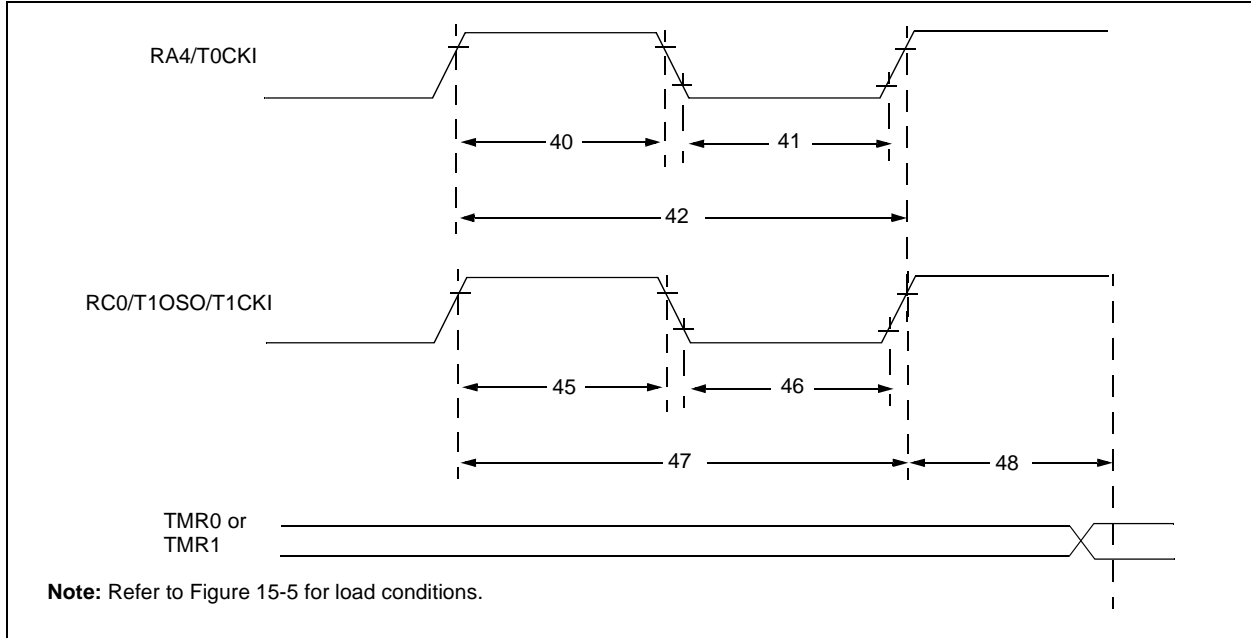 RA4/T0CKI
40
41
42
RC0/T1OSO/T1CKI
45
46
47
48
TMR0 or
TMR1
Note: Refer to Figure 15-5 for load conditions.